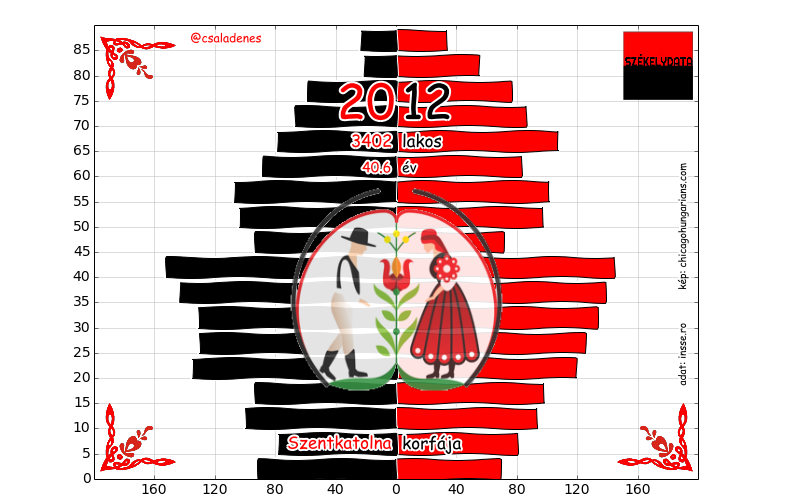 @csaladenes
SZÉKELYDATA
2012
3402 lakos
40.6 év
kép: chicagohungarians.com
adat: insse.ro
Szentkatolna korfája
85
80
75
70
65
60
55
50
45
40
35
30
25
20
15
10
5
0
160 120 80 40 0 40 80 120 160